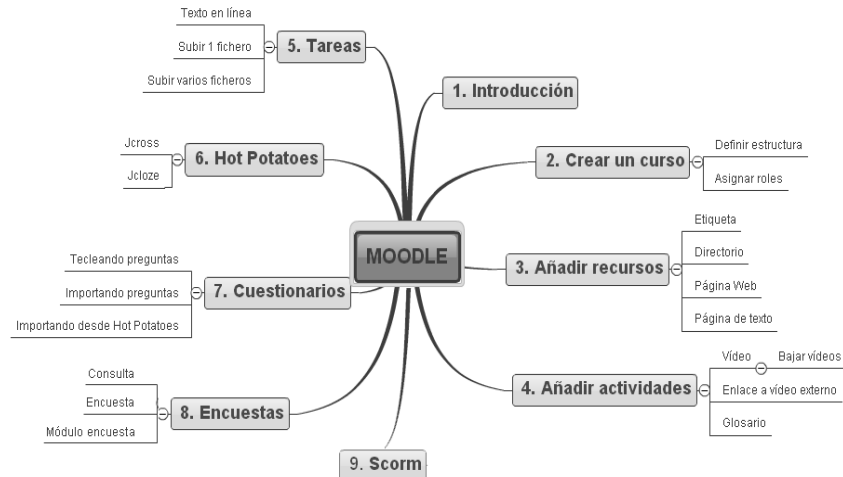 MOODLE
1. Introducción
2. Crear un curso
Definir estructura
Asignar roles
3. Añadir recursos
Etiqueta
Directorio
Página Web
Página de texto
4. Añadir actividades
Vídeo
Bajar vídeos
Enlace a vídeo externo
Glosario
5. Tareas
Texto en línea
Subir 1 fichero
Subir varios ficheros
6. Hot Potatoes
Jcross
Jcloze
7. Cuestionarios
Tecleando preguntas
Importando preguntas
Importando desde Hot Potatoes
8. Encuestas
Consulta
Encuesta
Módulo encuesta
9. Scorm